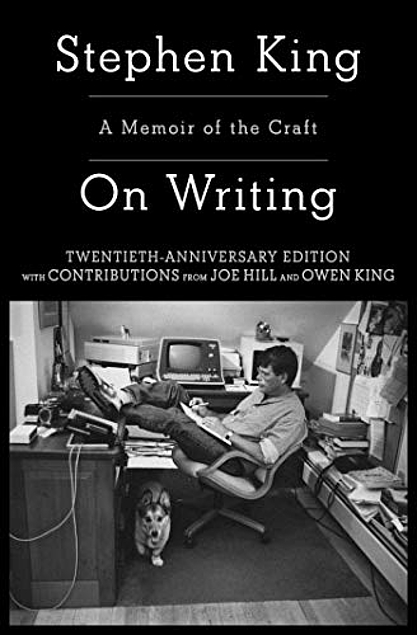 Stephen King
A Memoir of the Craft
On Writing
TWENTIETH-ANNIVERSARY EDITION
WITH CONTRIBUTIONS FROM JOE HILL AND OWEN KING